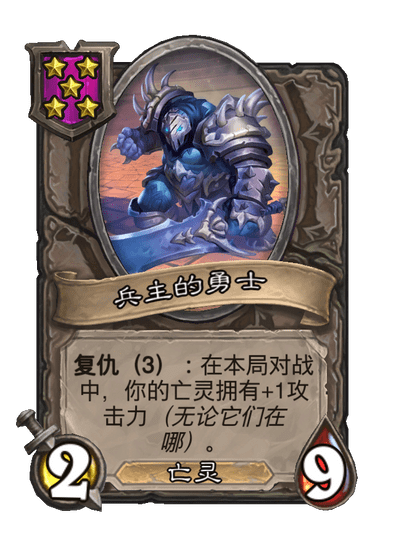 兵主的勇士
复仇（3）：在本局对战
中，你的亡灵拥有+1攻
击力（无论它们在
哪）。
2
亡灵
9